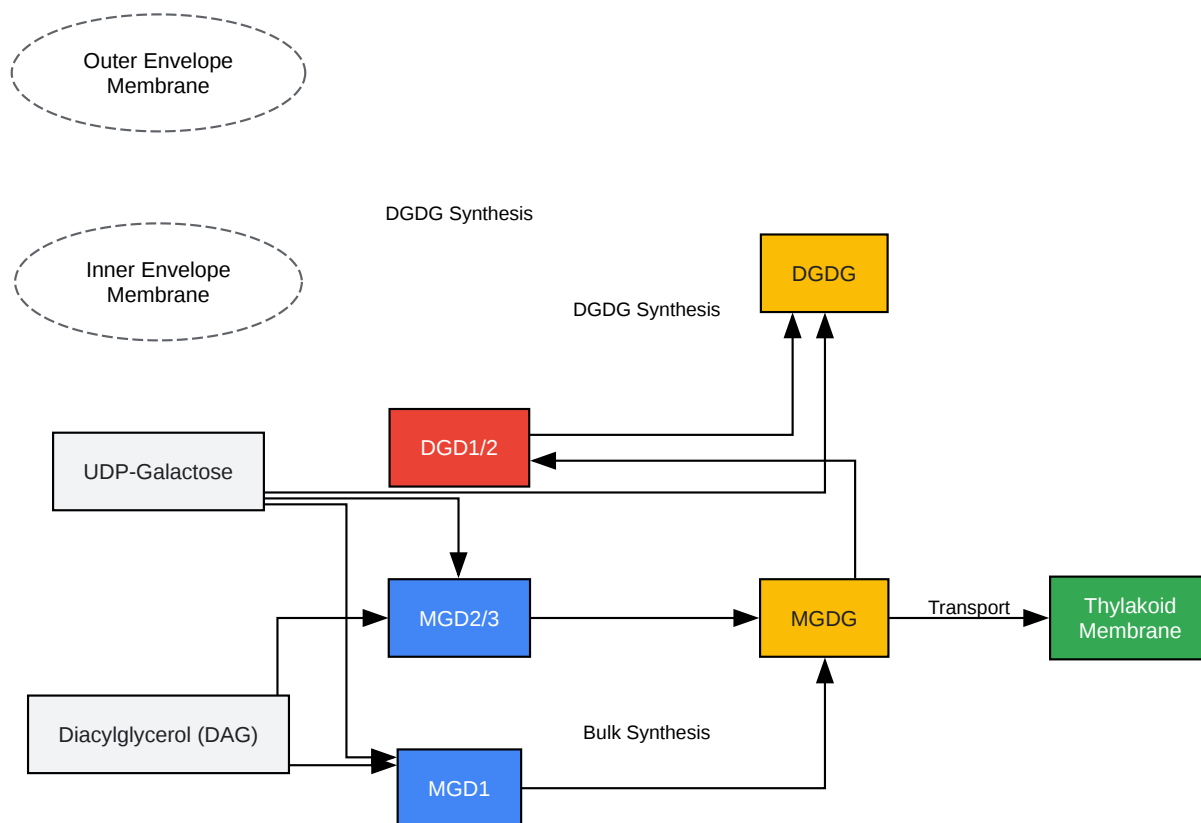 Outer Envelope
Membrane
DGDG Synthesis
Inner Envelope
Membrane
DGDG
DGDG Synthesis
DGD1/2
UDP-Galactose
MGD2/3
MGDG
Transport
Thylakoid
Membrane
Diacylglycerol (DAG)
Bulk Synthesis
MGD1